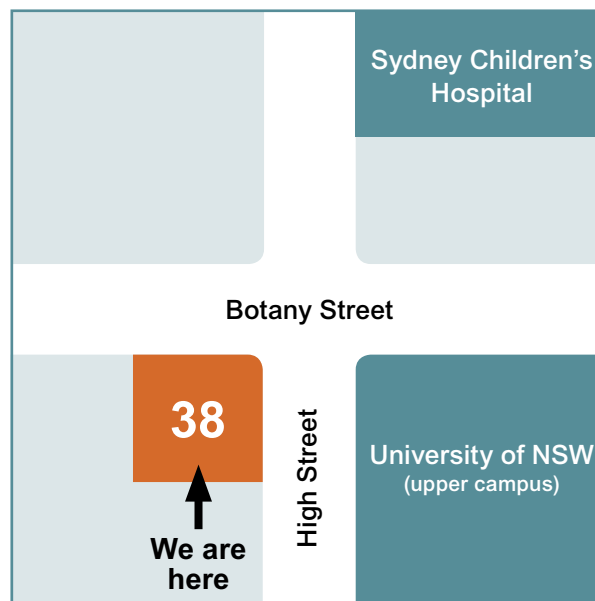 Sydney Children's
Hospital
Botany Street
38
High Street
University of NSW
(upper campus)
We are
here